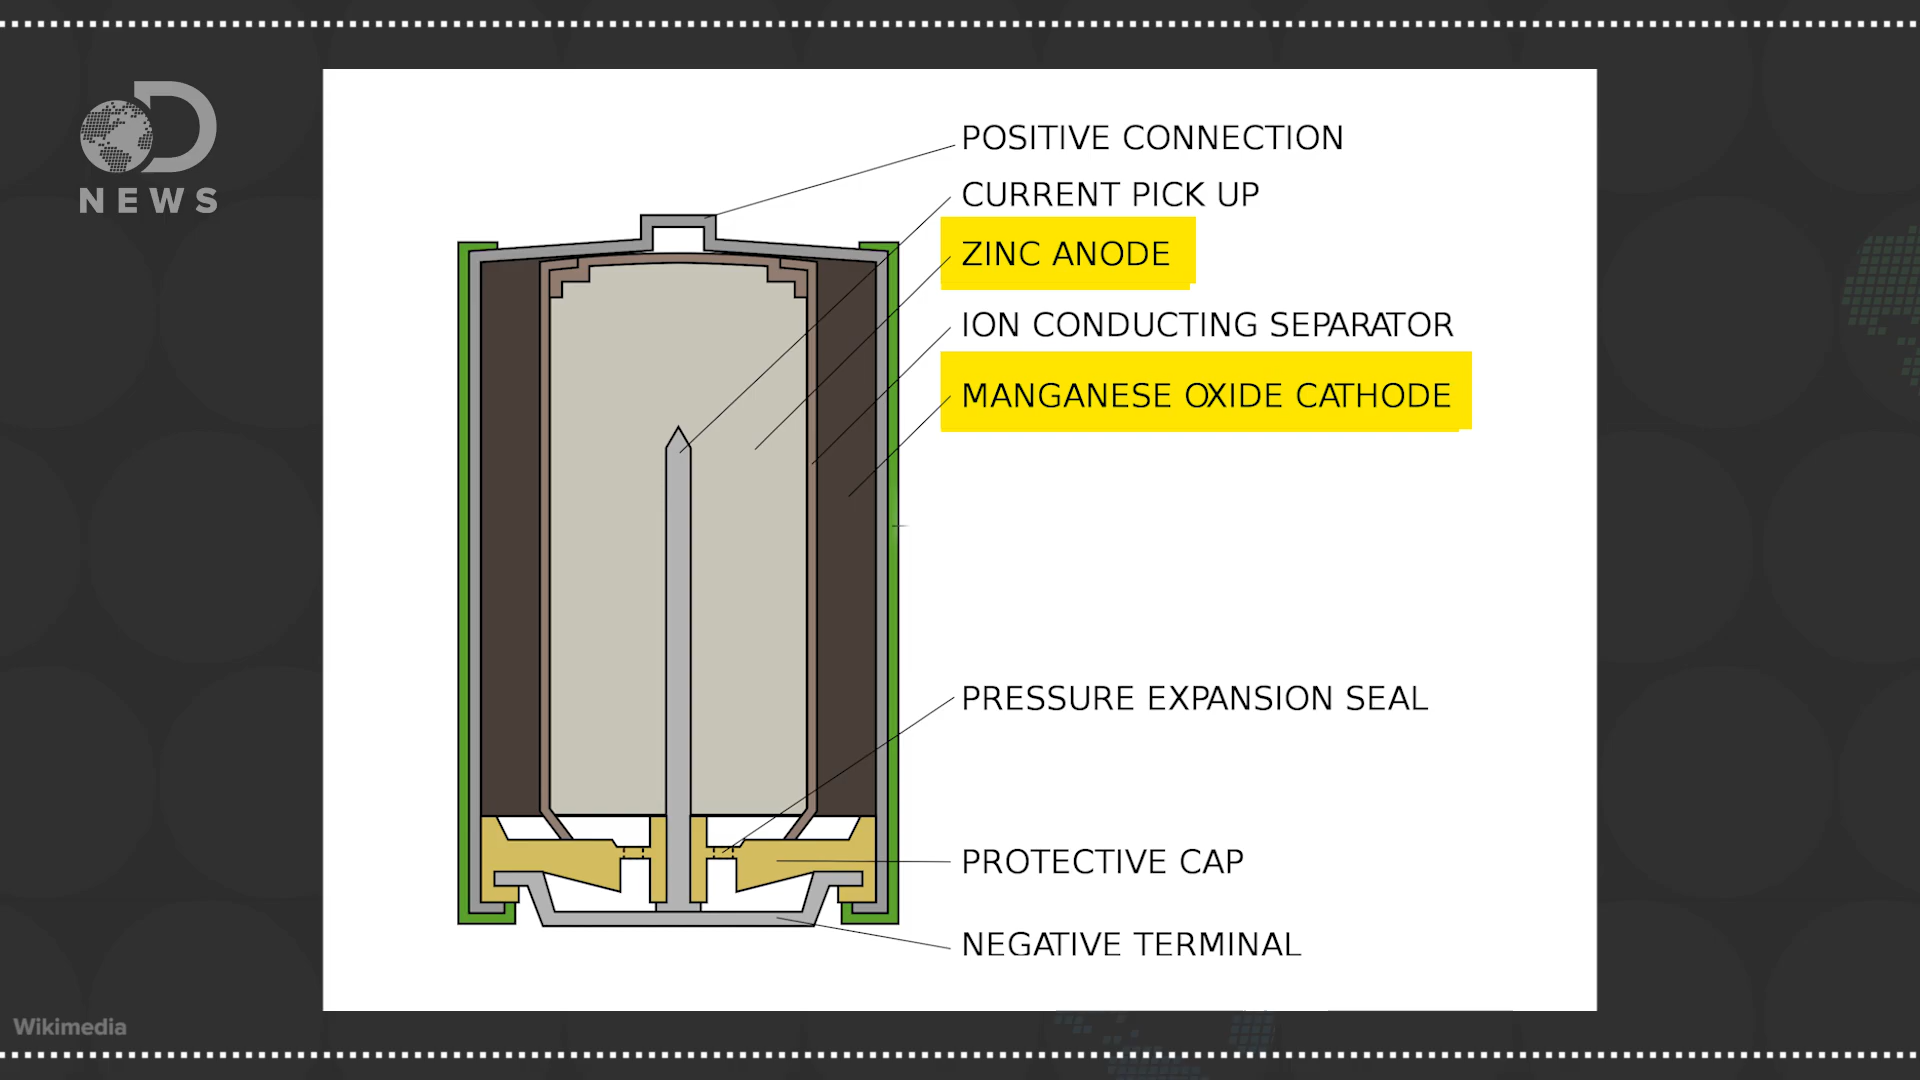 NEWS
POSITIVE CONNECTION
CURRENT PICK UP
ZINC ANODE
ION CONDUCTING SEPARATOR
MANGANESE OXIDE CATHODE
PRESSURE EXPANSION SEAL
PROTECTIVE CAP
NEGATIVE TERMINAL
Wikimedia